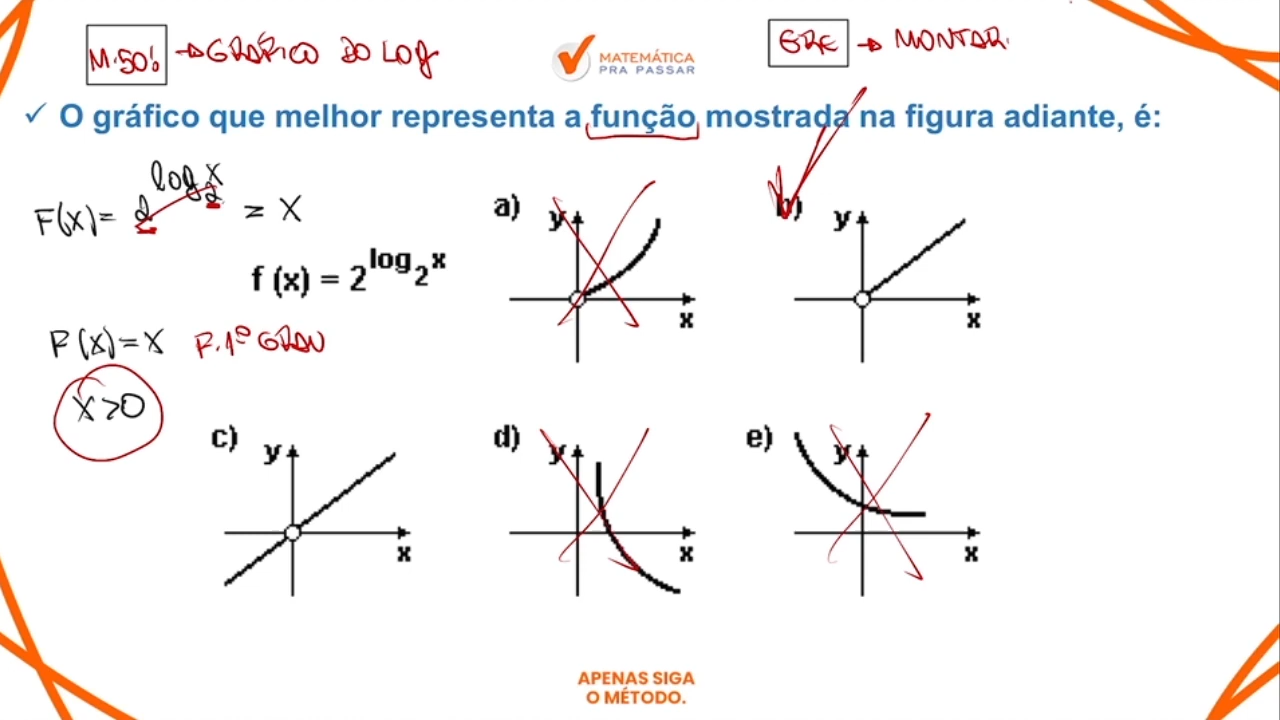 M.50! → GRÁFICO DO LOG
MATEMÁTICA
PRA PASSAR
GRE → MONTAR
✓ O gráfico que melhor representa a função mostrada na figura adiante, é:
F(x)= 2^log₂x = X
f (x) = 2^log₂x
F(x)=X F.1º GRAU
X>0
a) y x
b) y x
c) y x
d) y x
e) y x
APENAS SIGA
O MÉTODO.